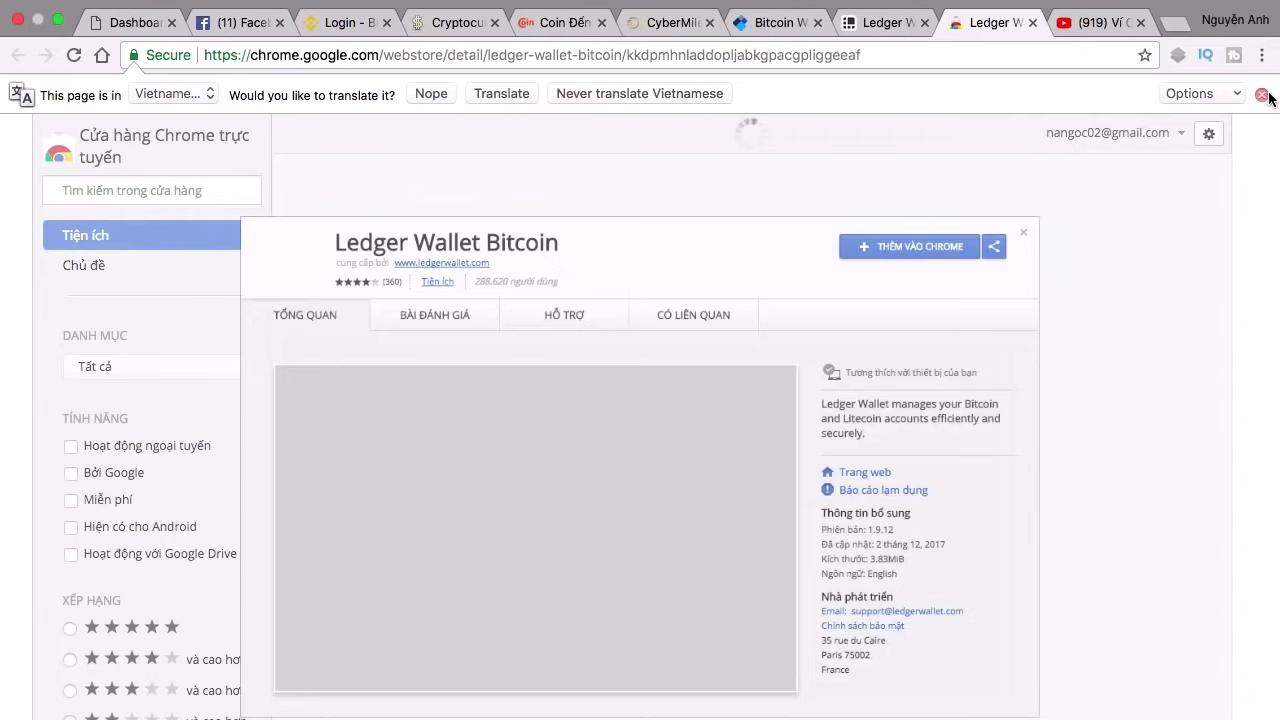 Dashboar
(11) Face
Login - B
Cryptocu
Coin Đến
CyberMile
Bitcoin W
Ledger W
Ledger W
(919) Ví C
Nguyễn Anh
Secure
https://chrome.google.com/webstore/detail/ledger-wallet-bitcoin/kkdpmhnladdopljabkgpacgpliggeeaf
This page is in
Vietname...
Would you like to translate it?
Nope
Translate
Never translate Vietnamese
Options
Cửa hàng Chrome trực
tuyến
nangoc02@gmail.com
Tìm kiếm trong cửa hàng
Tiện ích
Chủ đề
DANH MỤC
Tất cả
TÍNH NĂNG
Hoạt động ngoại tuyến
Bởi Google
Miễn phí
Hiện có cho Android
Hoạt động với Google Drive
XẾP HẠNG
và cao hơ
và cao hơ
Ledger Wallet Bitcoin
cung cấp bởi www.ledgerwallet.com
(360)
Tiện ích
288.620 người dùng
THÊM VÀO CHROME
TỔNG QUAN
BÀI ĐÁNH GIÁ
HỖ TRỢ
CÓ LIÊN QUAN
Tương thích với thiết bị của bạn
Ledger Wallet manages your Bitcoin
and Litecoin accounts efficiently and
securely.
Trang web
Báo cáo lạm dụng
Thông tin bổ sung
Phiên bản: 1.9.12
Đã cập nhật: 2 tháng 12, 2017
Kích thước: 3.83MiB
Ngôn ngữ: English
Nhà phát triển
Email: support@ledgerwallet.com
Chính sách bảo mật
35 rue du Caire
Paris 75002
France